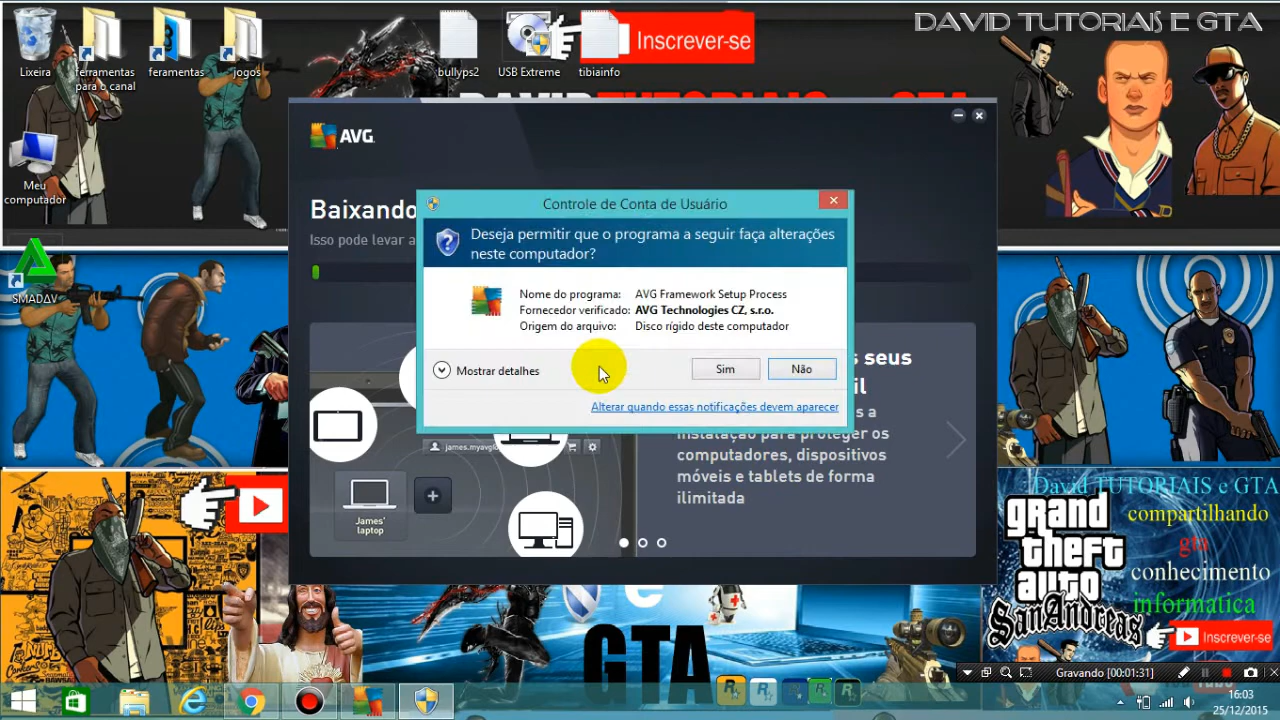 Lixeira
ferramentas
para o canal
feramentas
jogos
bullyps2
USB Extreme
tibiainfo
Inscrever-se
DAVID TUTORIAIS E GTA
Meu
computador
SMADΔV
AVG
Baixando
Isso pode levar a
Controle de Conta de Usuário
Deseja permitir que o programa a seguir faça alterações
neste computador?
Nome do programa: AVG Framework Setup Process
Fornecedor verificado: AVG Technologies CZ, s.r.o.
Origem do arquivo: Disco rígido deste computador
Mostrar detalhes
Sim
Não
Alterar quando essas notificações devem aparecer
s seus
il
s a
instalação para proteger os
computadores, dispositivos
móveis e tablets de forma
ilimitada
james.myavg
James'
laptop
David TUTORIAIS e GTA
compartilhando
gta
conhecimento
informatica
grand
theft
auto
SanAndreas
Inscrever-se
e
GTA
Gravando [00:01:31]
16:03
25/12/2015